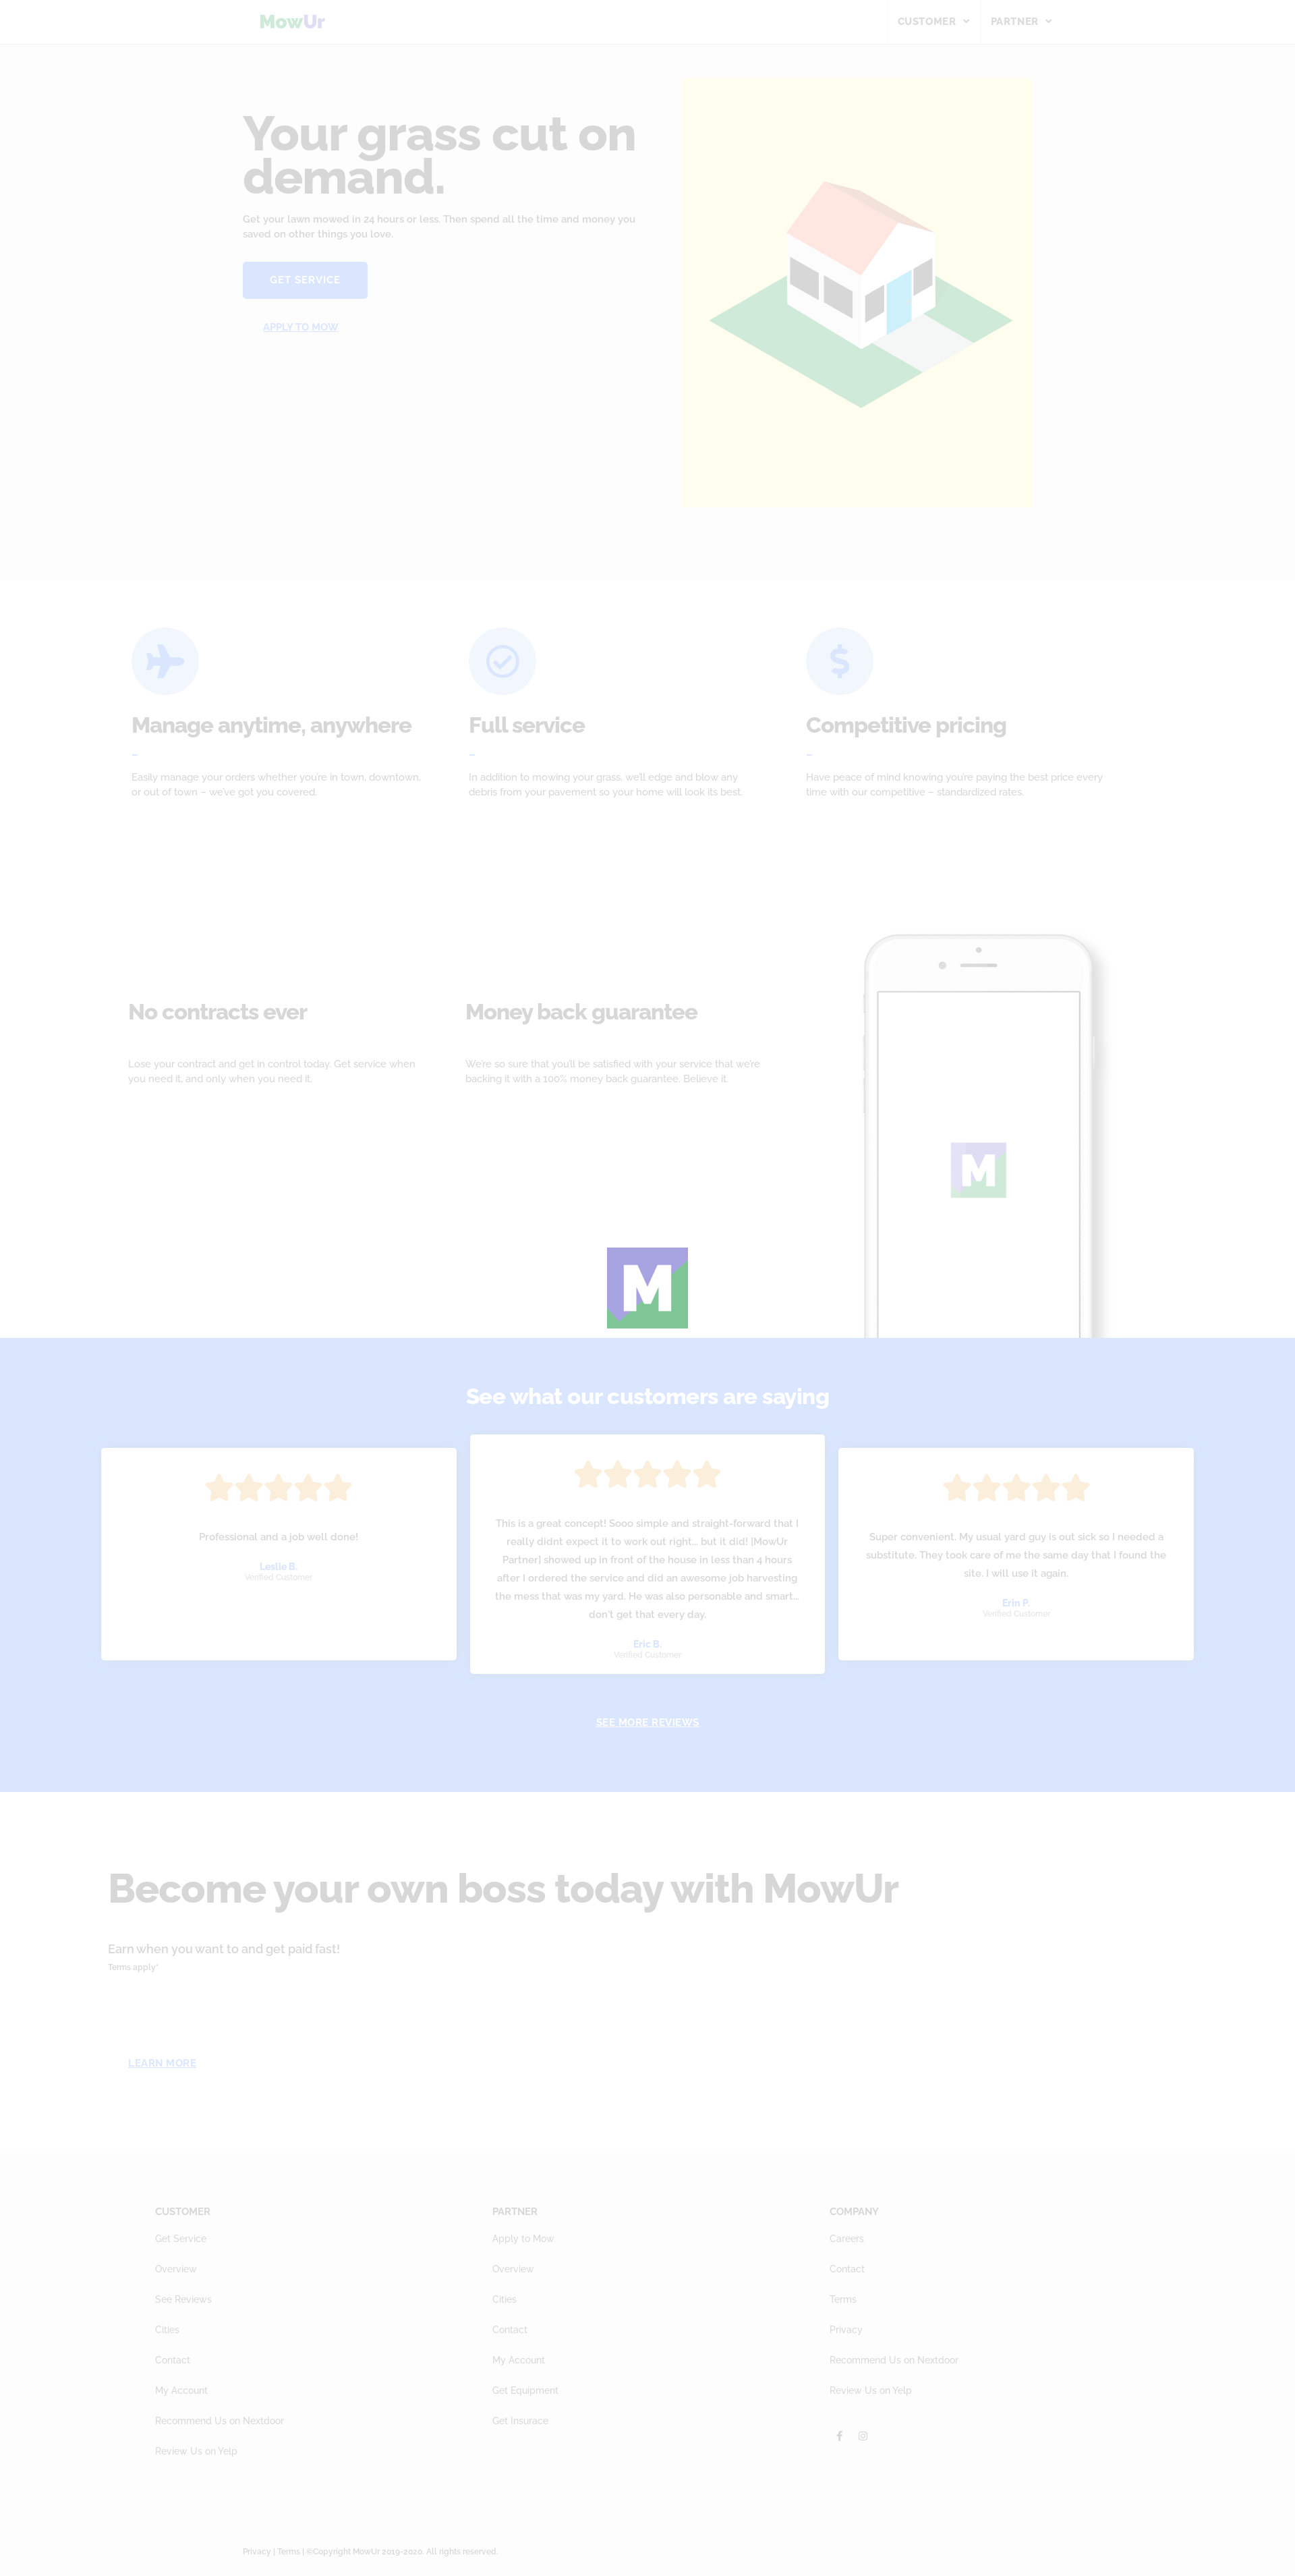 MowUr
CUSTOMER
PARTNER
Your grass cut on
demand.
Get your lawn mowed in 24 hours or less. Then spend all the time and money you
saved on other things you love.
GET SERVICE
APPLY TO MOW
Manage anytime, anywhere
–
Easily manage your orders whether you're in town, downtown,
or out of town – we've got you covered.
Full service
–
In addition to mowing your grass, we'll edge and blow any
debris from your pavement so your home will look its best.
Competitive pricing
–
Have peace of mind knowing you're paying the best price every
time with our competitive – standardized rates.
No contracts ever
Lose your contract and get in control today. Get service when
you need it, and only when you need it.
Money back guarantee
We're so sure that you'll be satisfied with your service that we're
backing it with a 100% money back guarantee. Believe it.
M
M
See what our customers are saying
Professional and a job well done!
Leslie B.
Verified Customer
This is a great concept! Sooo simple and straight-forward that I
really didnt expect it to work out right... but it did! [MowUr
Partner] showed up in front of the house in less than 4 hours
after I ordered the service and did an awesome job harvesting
the mess that was my yard. He was also personable and smart...
don't get that every day.
Eric B.
Verified Customer
Super convenient. My usual yard guy is out sick so I needed a
substitute. They took care of me the same day that I found the
site. I will use it again.
Erin P.
Verified Customer
SEE MORE REVIEWS
Become your own boss today with MowUr
Earn when you want to and get paid fast!
Terms apply*
LEARN MORE
CUSTOMER
Get Service
Overview
See Reviews
Cities
Contact
My Account
Recommend Us on Nextdoor
Review Us on Yelp
PARTNER
Apply to Mow
Overview
Cities
Contact
My Account
Get Equipment
Get Insurace
COMPANY
Careers
Contact
Terms
Privacy
Recommend Us on Nextdoor
Review Us on Yelp
Privacy | Terms | ©Copyright MowUr 2019-2020. All rights reserved.